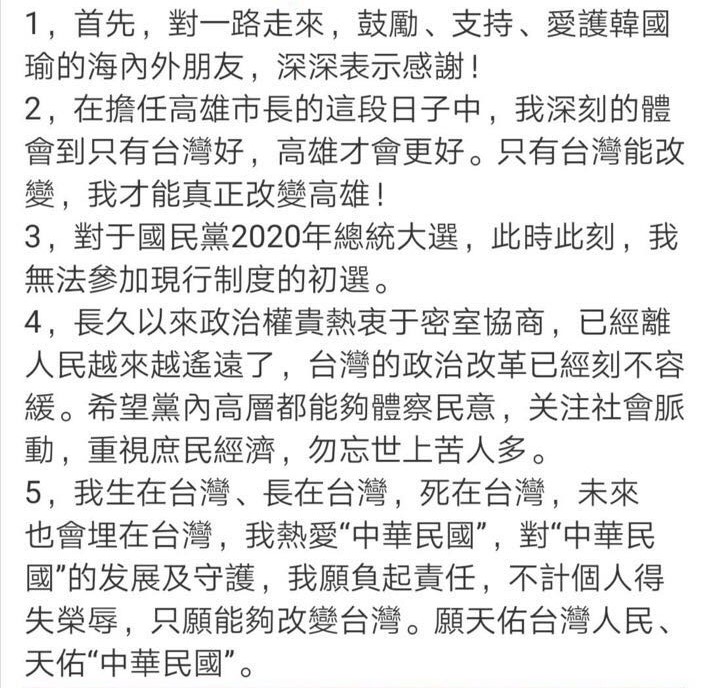 1，首先，對一路走來，鼓勵、支持、愛護韓國
瑜的海內外朋友，深深表示感謝！
2，在擔任高雄市長的這段日子中，我深刻的體
會到只有台灣好，高雄才會更好。只有台灣能改
變，我才能真正改變高雄！
3，對于國民黨2020年總統大選，此時此刻，我
無法參加現行制度的初選。
4，長久以來政治權貴熱衷于密室協商，已經離
人民越來越遙遠了，台灣的政治改革已經刻不容
緩。希望黨內高層都能夠體察民意，关注社會脈
動，重視庶民經濟，勿忘世上苦人多。
5，我生在台灣、長在台灣，死在台灣，未來
也會埋在台灣，我熱愛“中華民國”，對“中華民
國”的发展及守護，我願負起責任，不計個人得
失榮辱，只願能夠改變台灣。願天佑台灣人民、
天佑“中華民國”。